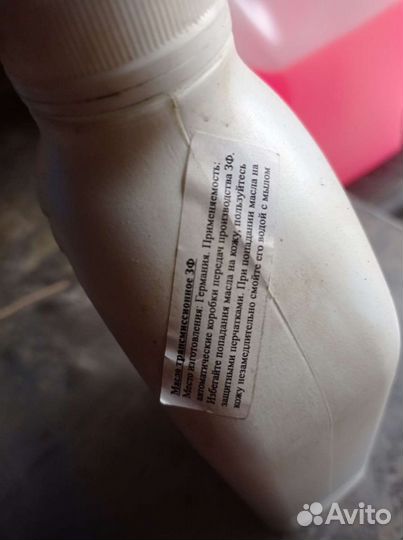 Масло трансмиссионное ЗФ
Место изготовления: Германия. Применяемость:
автоматические коробки передач производства ЗФ.
Избегайте попадания масла на кожу, пользуйтесь
защитными перчатками. При попадании масла на
кожу незамедлительно смойте его водой с мылом
Avito